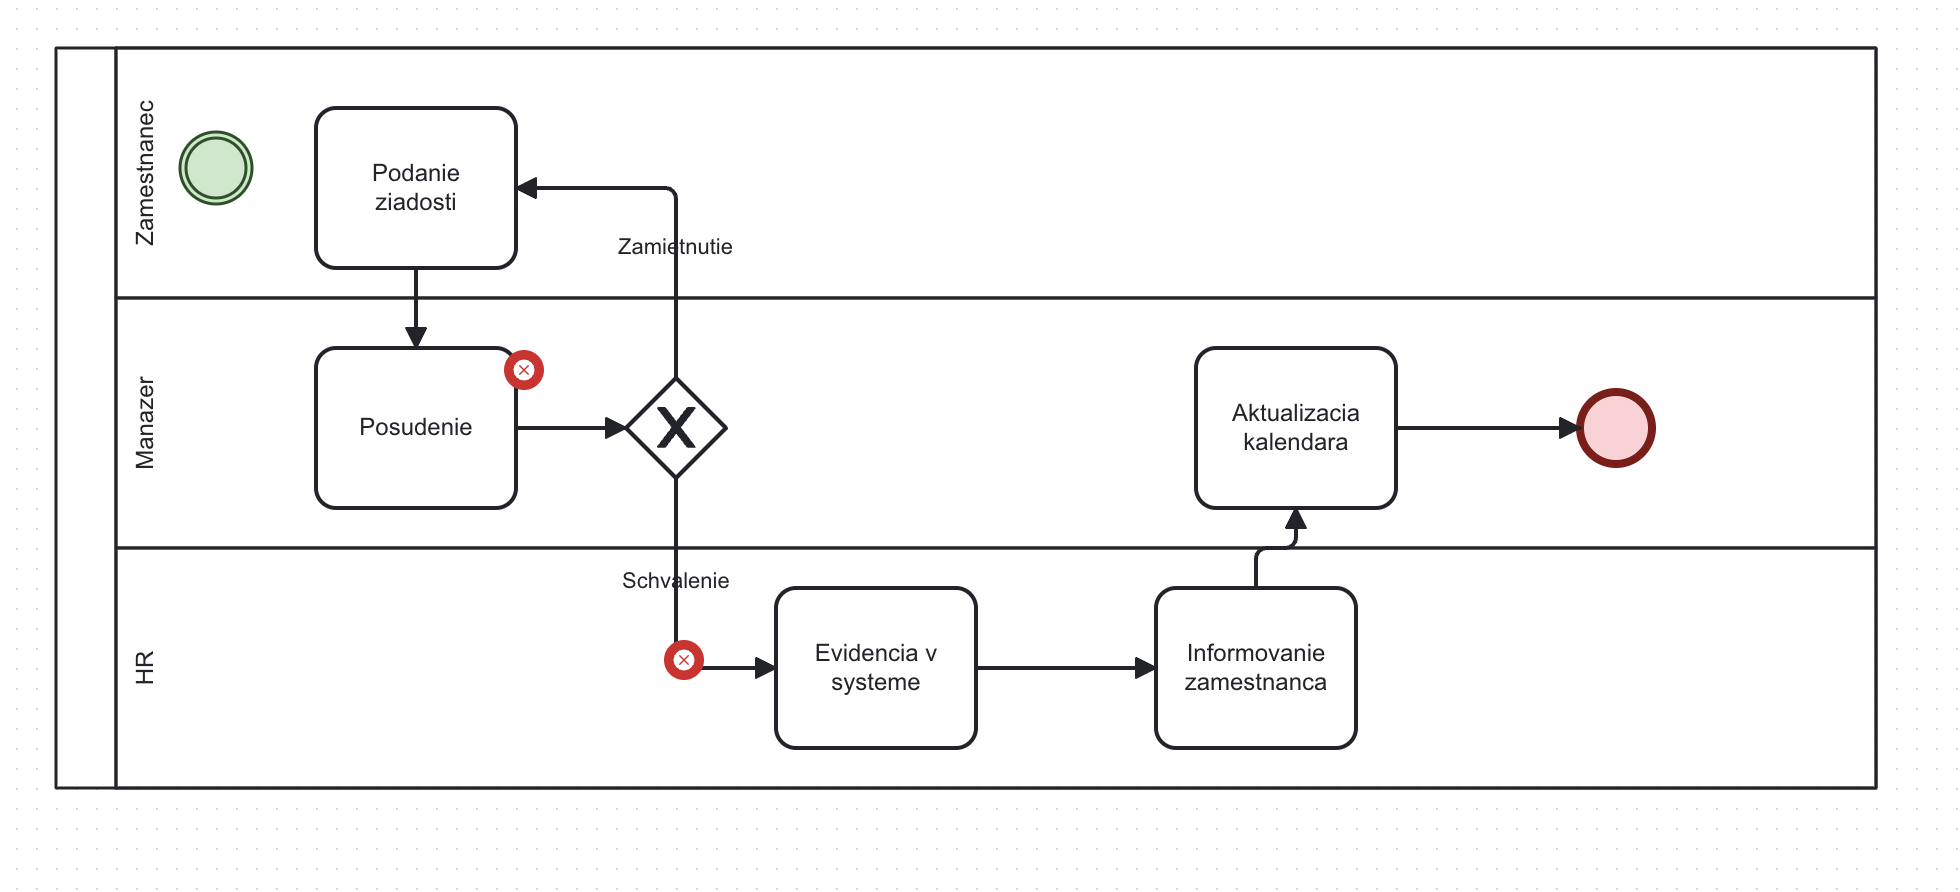 Zamestnanec
Podanie
ziadosti
Zamietnutie
Manazer
Posudenie
X
Aktualizacia
kalendara
HR
Schvalenie
Evidencia v
systeme
Informovanie
zamestnanca